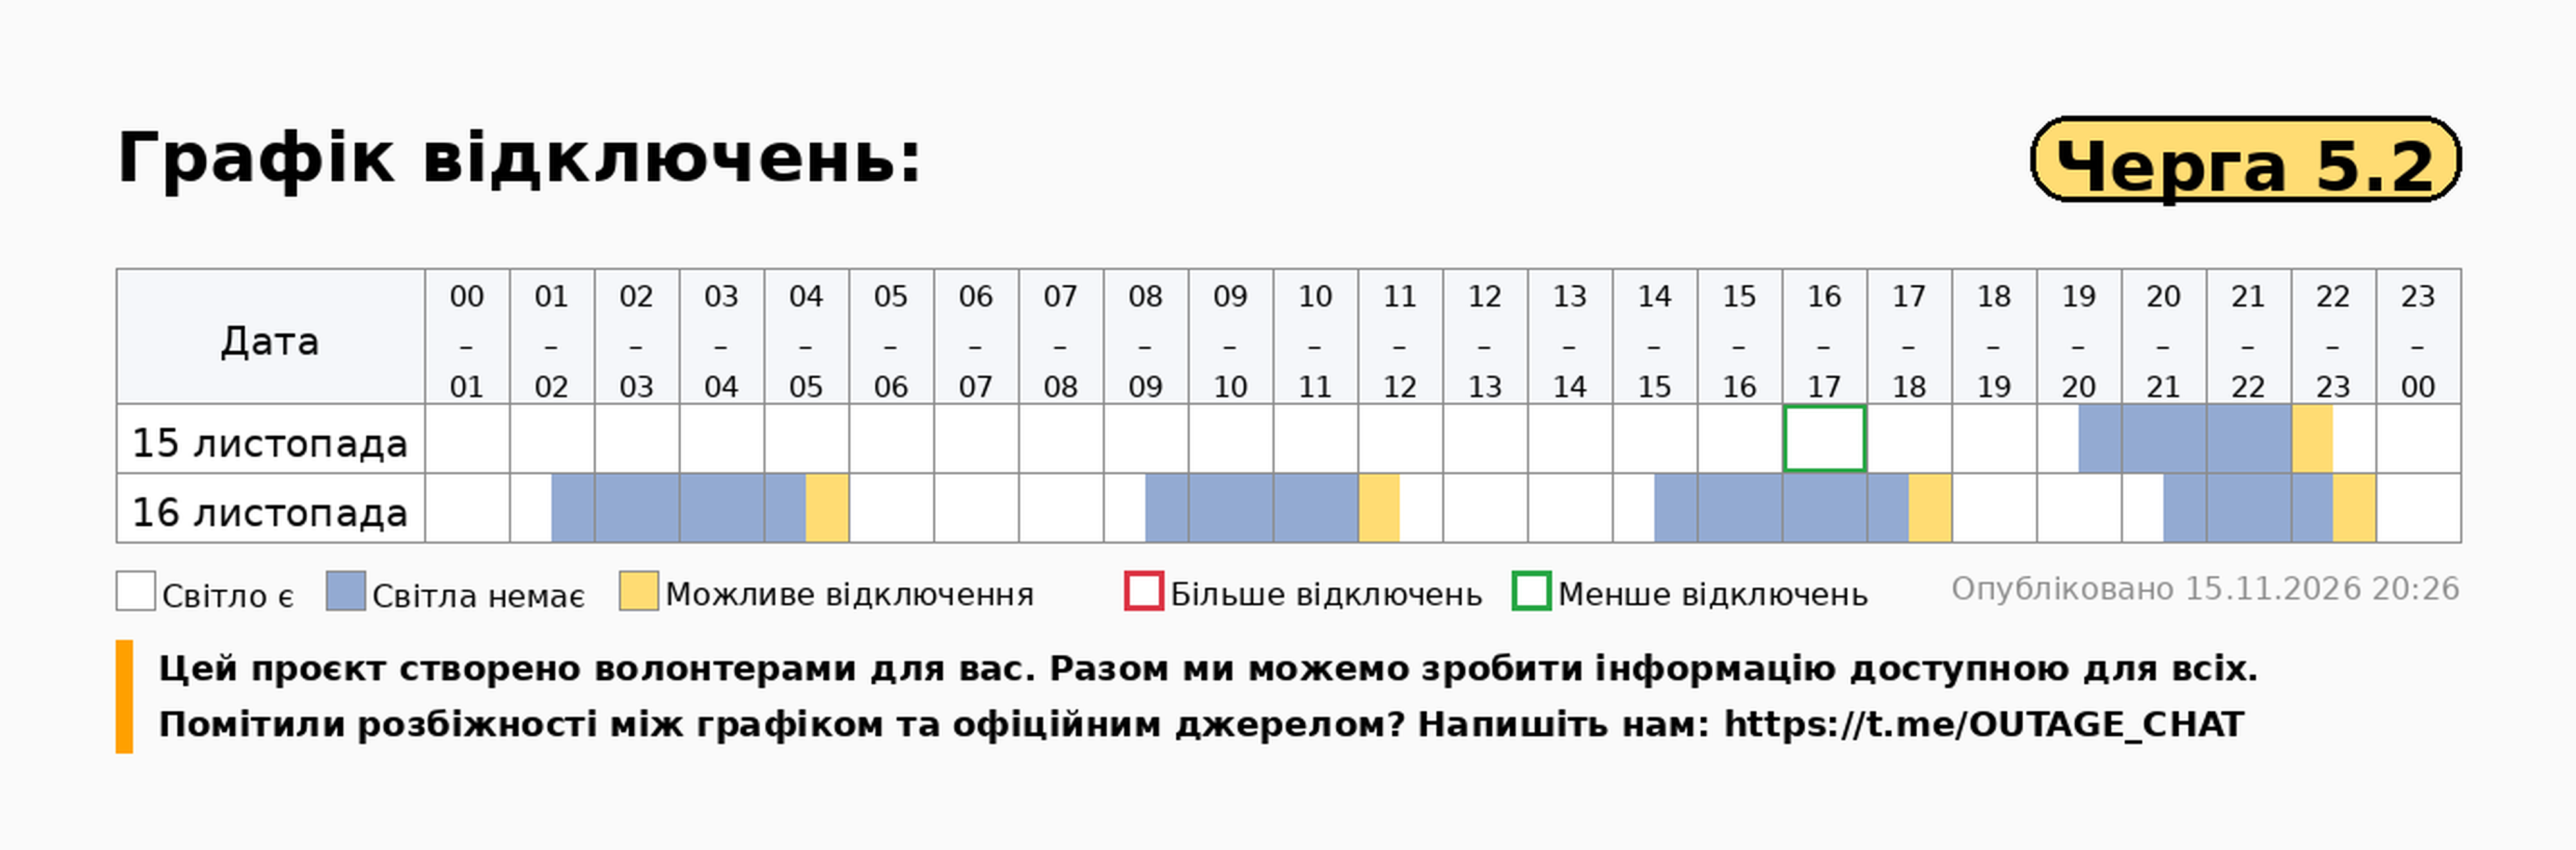 Графік відключень:
Черга 5.2
Дата
00 – 01
01 – 02
02 – 03
03 – 04
04 – 05
05 – 06
06 – 07
07 – 08
08 – 09
09 – 10
10 – 11
11 – 12
12 – 13
13 – 14
14 – 15
15 – 16
16 – 17
17 – 18
18 – 19
19 – 20
20 – 21
21 – 22
22 – 23
23 – 00
15 листопада
16 листопада
Світло є
Світла немає
Можливе відключення
Більше відключень
Менше відключень
Опубліковано 15.11.2026 20:26
Цей проєкт створено волонтерами для вас. Разом ми можемо зробити інформацію доступною для всіх.
Помітили розбіжності між графіком та офіційним джерелом? Напишіть нам: https://t.me/OUTAGE_CHAT